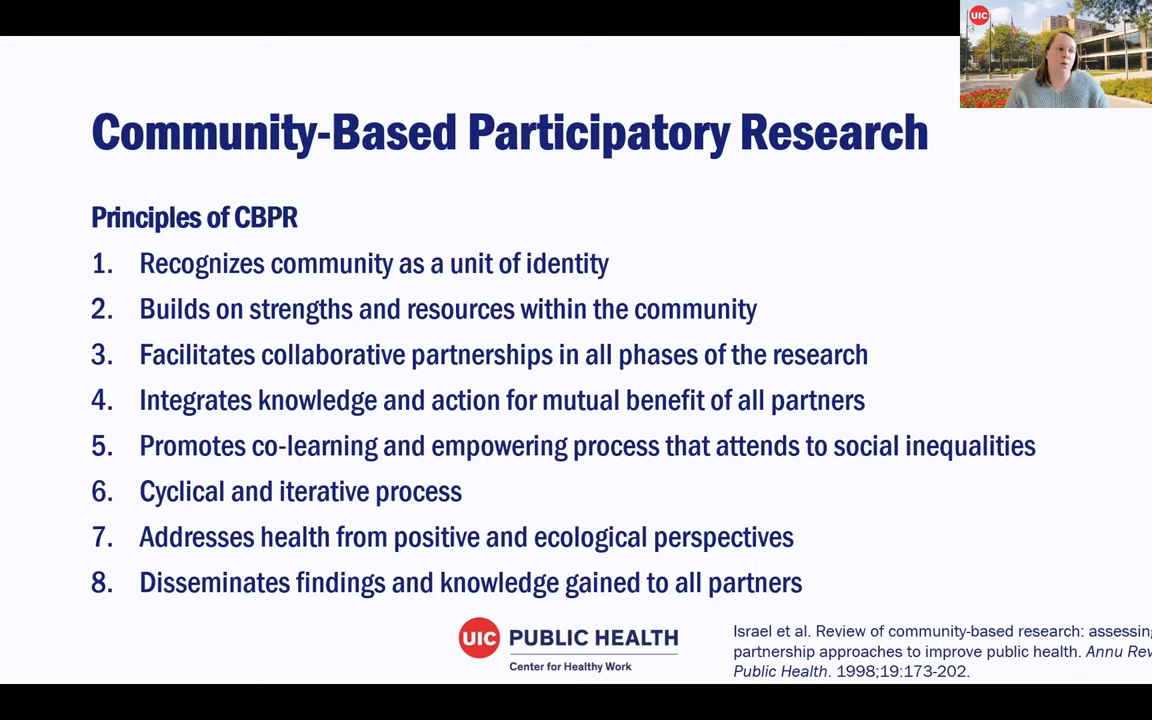 UIC
Community-Based Participatory Research
Principles of CBPR
1. Recognizes community as a unit of identity
2. Builds on strengths and resources within the community
3. Facilitates collaborative partnerships in all phases of the research
4. Integrates knowledge and action for mutual benefit of all partners
5. Promotes co-learning and empowering process that attends to social inequalities
6. Cyclical and iterative process
7. Addresses health from positive and ecological perspectives
8. Disseminates findings and knowledge gained to all partners
UIC PUBLIC HEALTH
Center for Healthy Work
Israel et al. Review of community-based research: assessing
partnership approaches to improve public health. Annu Rev
Public Health. 1998;19:173-202.